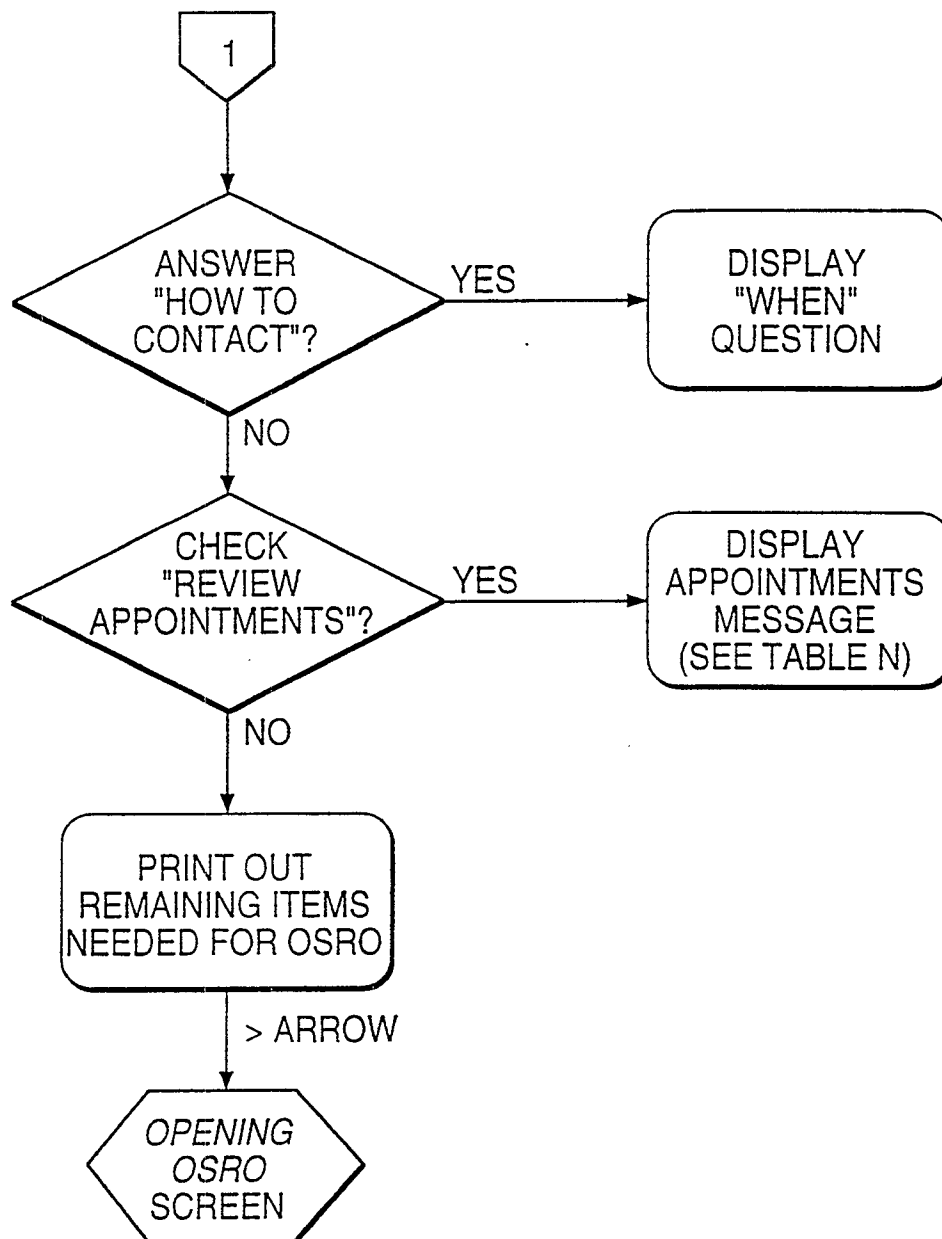 1
ANSWER
"HOW TO
CONTACT"?
YES
DISPLAY
"WHEN"
QUESTION
NO
CHECK
"REVIEW
APPOINTMENTS"?
YES
DISPLAY
APPOINTMENTS
MESSAGE
(SEE TABLE N)
NO
PRINT OUT
REMAINING ITEMS
NEEDED FOR OSRO
> ARROW
OPENING
OSRO
SCREEN